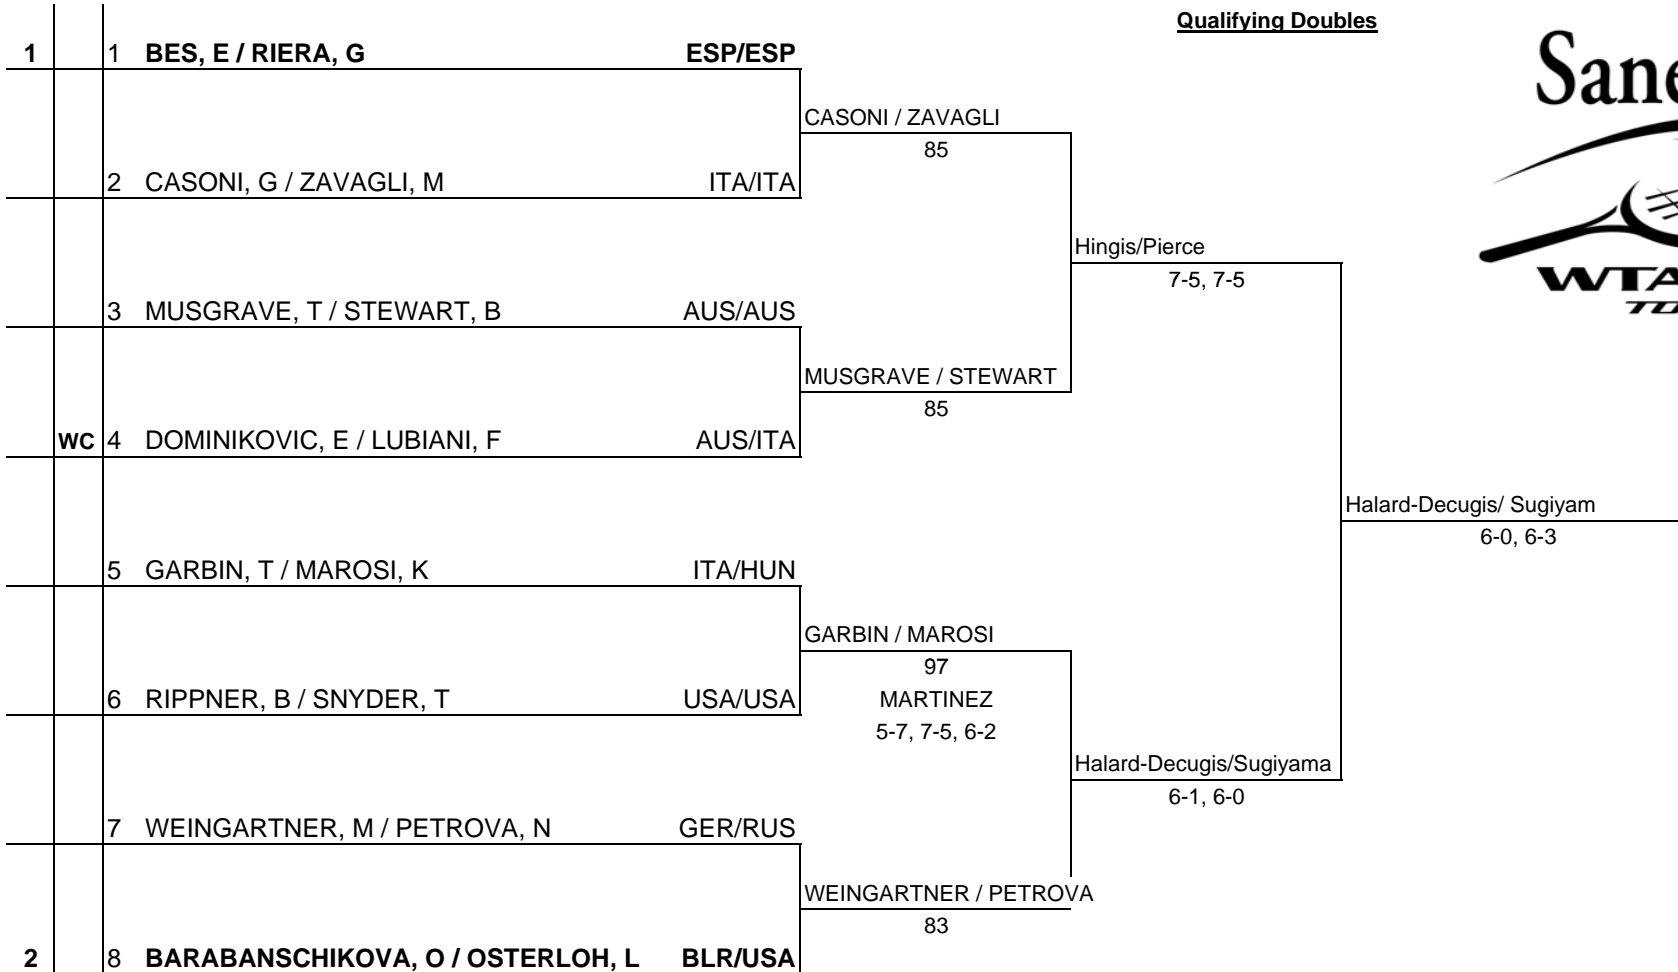 Qualifying Doubles
1 1 BES, E / RIERA, G ESP/ESP
CASONI / ZAVAGLI
85
2 CASONI, G / ZAVAGLI, M ITA/ITA
Hingis/Pierce
7-5, 7-5
3 MUSGRAVE, T / STEWART, B AUS/AUS
MUSGRAVE / STEWART
85
WC 4 DOMINIKOVIC, E / LUBIANI, F AUS/ITA
Halard-Decugis/ Sugiyam
6-0, 6-3
5 GARBIN, T / MAROSI, K ITA/HUN
GARBIN / MAROSI
97
6 RIPPNER, B / SNYDER, T USA/USA
MARTINEZ
5-7, 7-5, 6-2
Halard-Decugis/Sugiyama
6-1, 6-0
7 WEINGARTNER, M / PETROVA, N GER/RUS
WEINGARTNER / PETROVA
83
2 8 BARABANSCHIKOVA, O / OSTERLOH, L BLR/USA
Sane
WTA